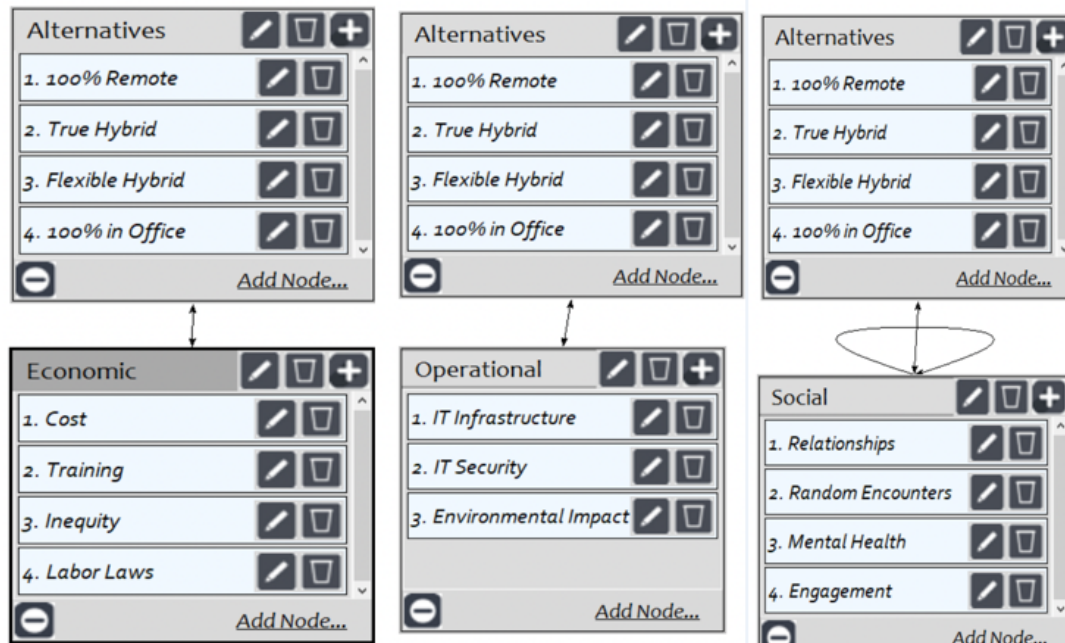 Alternatives
1. 100% Remote
2. True Hybrid
3. Flexible Hybrid
4. 100% in Office
Add Node...
Economic
1. Cost
2. Training
3. Inequity
4. Labor Laws
Add Node...
Alternatives
1. 100% Remote
2. True Hybrid
3. Flexible Hybrid
4. 100% in Office
Add Node...
Operational
1. IT Infrastructure
2. IT Security
3. Environmental Impact
Add Node...
Alternatives
1. 100% Remote
2. True Hybrid
3. Flexible Hybrid
4. 100% in Office
Add Node...
Social
1. Relationships
2. Random Encounters
3. Mental Health
4. Engagement
Add Node...